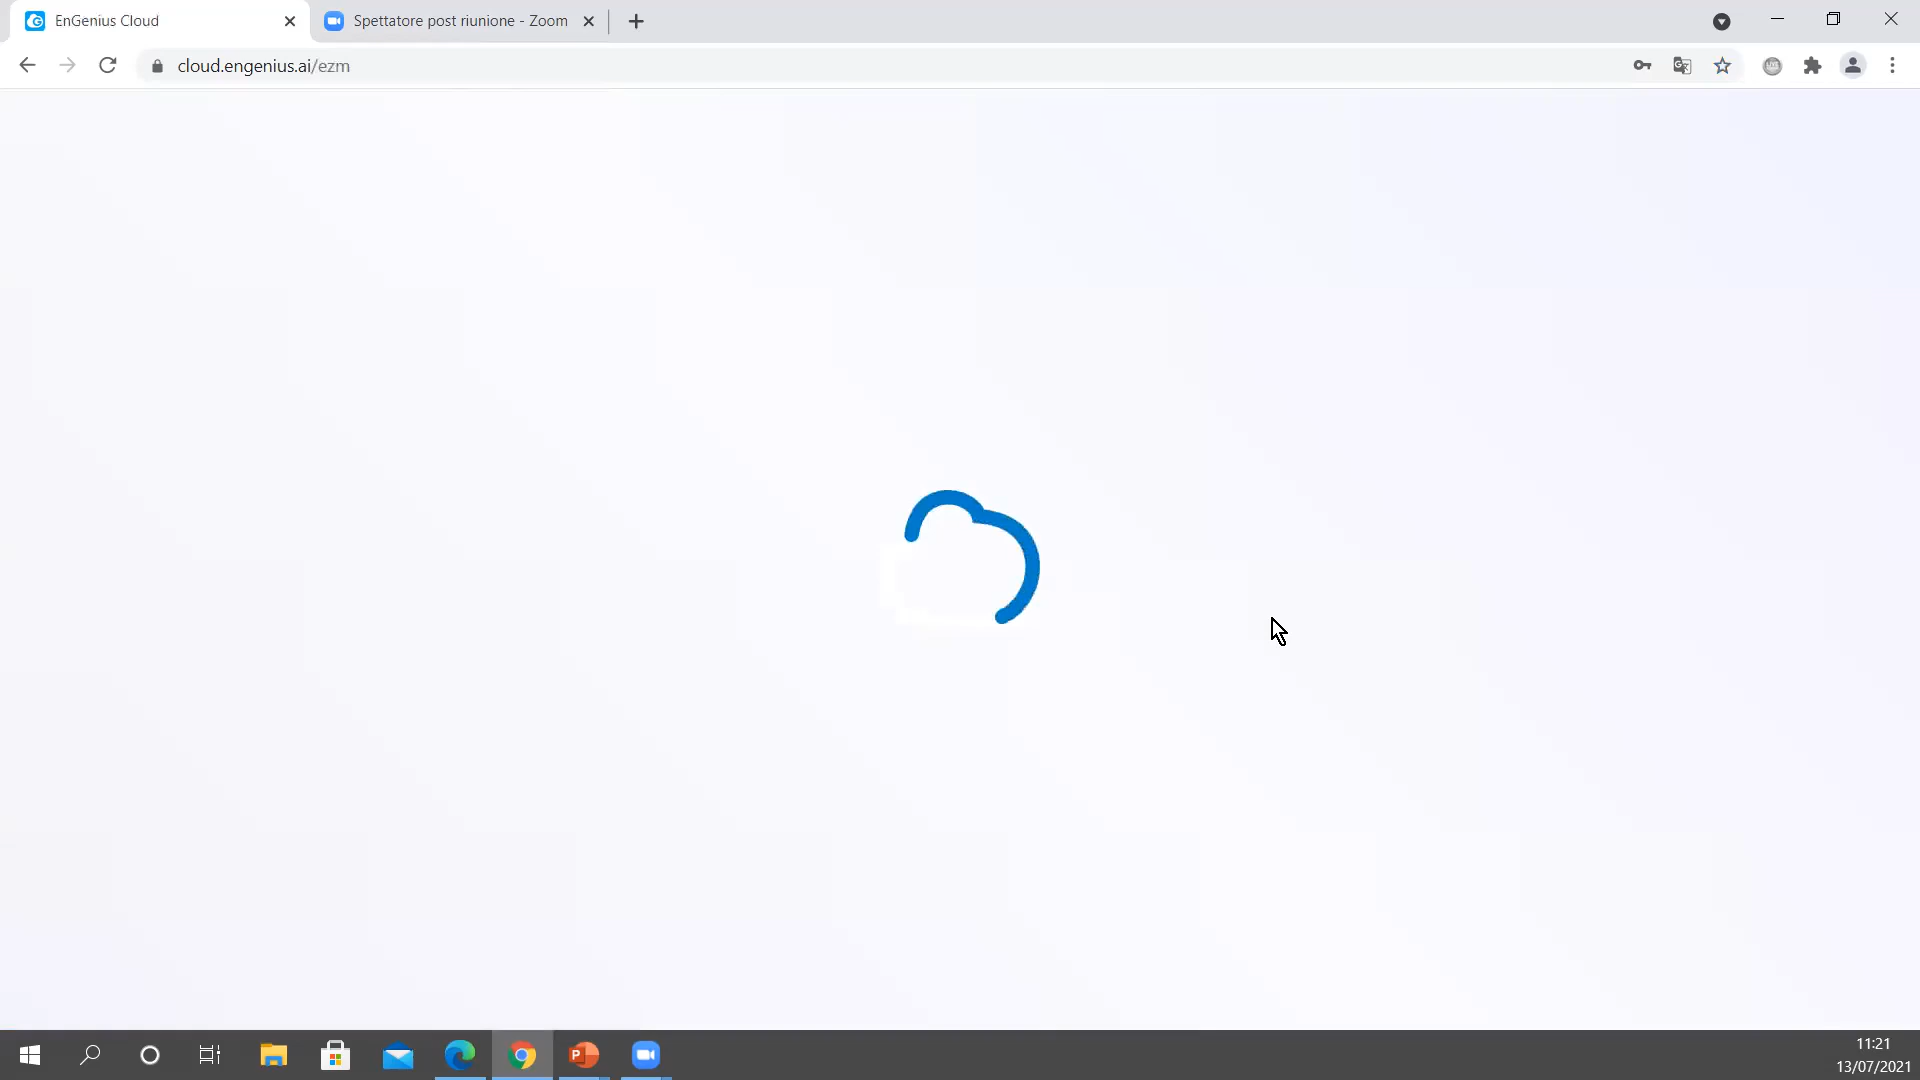 EnGenius Cloud
Spettatore post riunione - Zoom
cloud.engenius.ai/ezm
11:21
13/07/2021